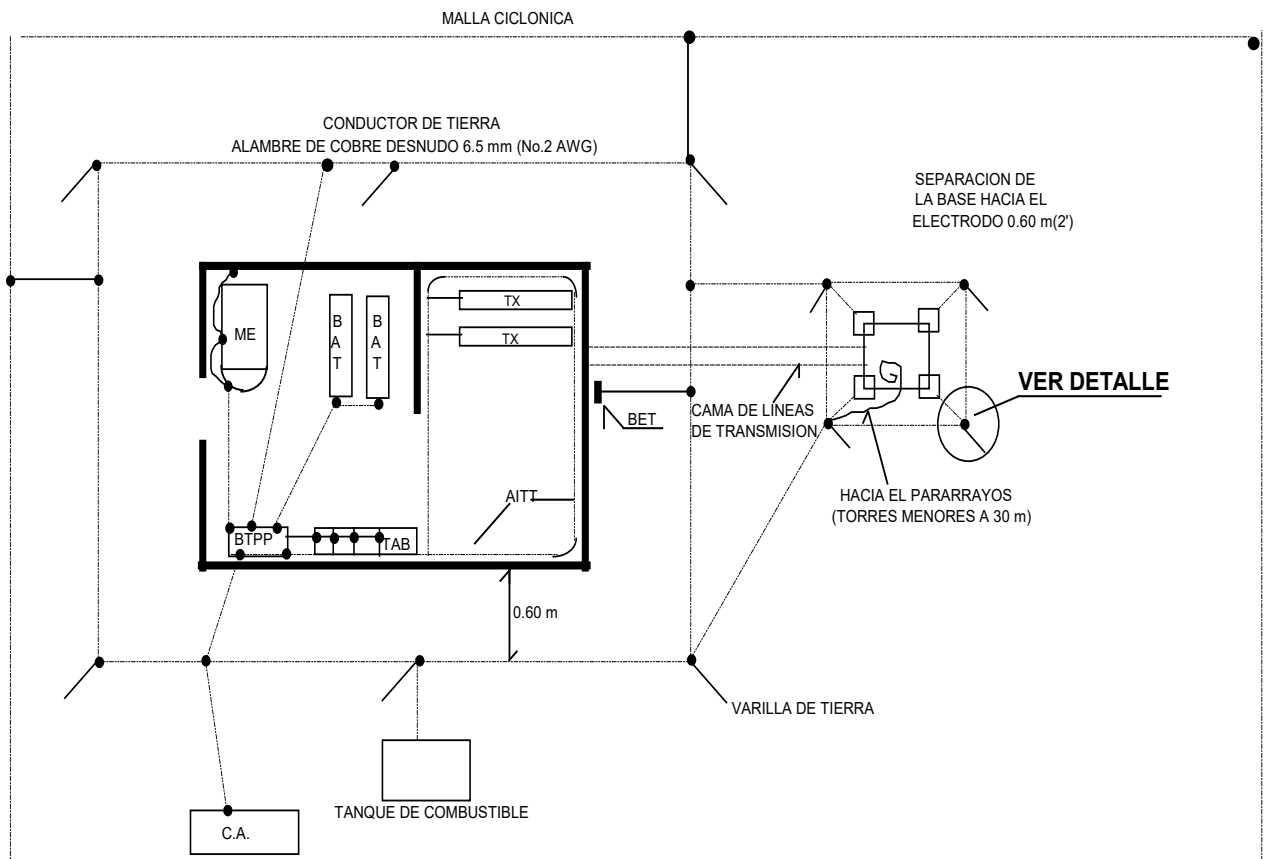 MALLA CICLONICA
CONDUCTOR DE TIERRA
ALAMBRE DE COBRE DESNUDO 6.5 mm (No.2 AWG)
SEPARACION DE
LA BASE HACIA EL
ELECTRODO 0.60 m(2')
ME
BAT
BAT
TX
TX
VER DETALLE
BET
CAMA DE LINEAS
DE TRANSMISION
HACIA EL PARARRAYOS
(TORRES MENORES A 30 m)
AITT
BTPP
TAB
0.60 m
VARILLA DE TIERRA
TANQUE DE COMBUSTIBLE
C.A.